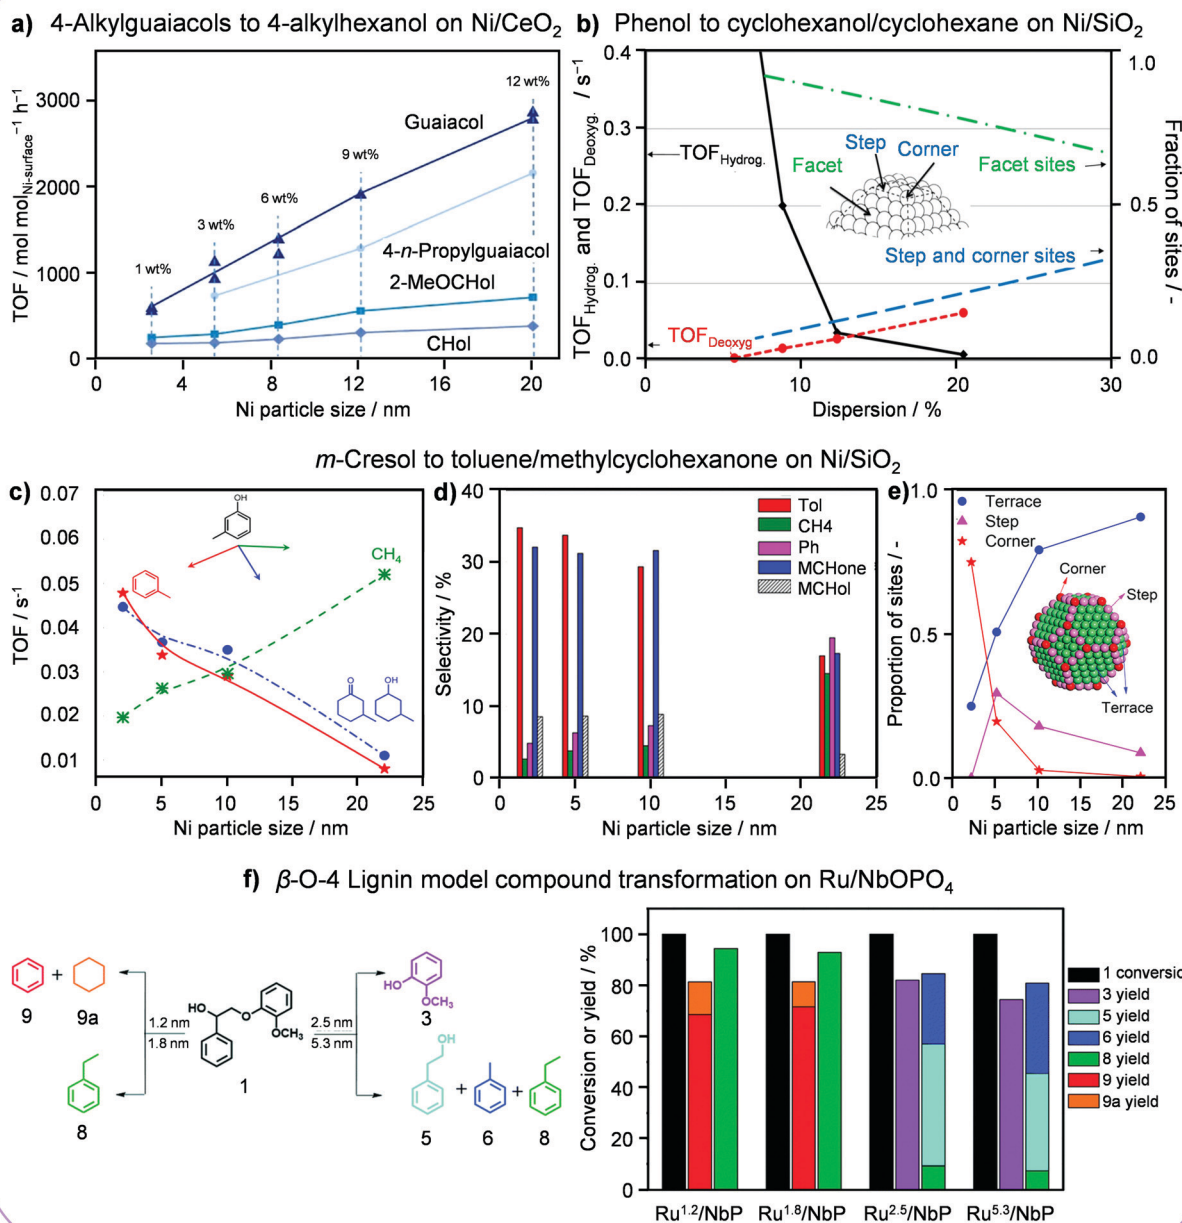 a) 4-Alkylguaiacols to 4-alkylhexanol on Ni/CeO₂
TOF / mol mol_Ni-surface⁻¹ h⁻¹
3000
2000
1000
0
1 wt%
3 wt%
6 wt%
9 wt%
12 wt%
Guaiacol
4-n-Propylguaiacol
2-MeOCHol
CHol
0 4 8 12 16 20
Ni particle size / nm
b) Phenol to cyclohexanol/cyclohexane on Ni/SiO₂
TOF_Hydrog. and TOF_Deoxyg. / s⁻¹
0.4
0.3
0.2
0.1
0.0
TOF_Hydrog.
Facet
Step
Corner
Facet sites
Step and corner sites
TOF_Deoxyg
1.0
0.5
0.0
Fraction of sites / -
0 10 20 30
Dispersion / %
m-Cresol to toluene/methylcyclohexanone on Ni/SiO₂
c)
TOF / s⁻¹
0.07
0.06
0.05
0.04
0.03
0.02
0.01
OH
CH₄
O
OH
0 5 10 15 20 25
Ni particle size / nm
d)
Selectivity / %
40
30
20
10
0
Tol
CH4
Ph
MCHone
MCHol
0 5 10 15 20 25
Ni particle size / nm
e)
Proportion of sites / -
1.0
0.5
0.0
Terrace
Step
Corner
Corner
Step
Terrace
0 5 10 15 20 25
Ni particle size / nm
f) β-O-4 Lignin model compound transformation on Ru/NbOPO₄
9 + 9a
8
1.2 nm
1.8 nm
HO
O
OCH₃
1
2.5 nm
5.3 nm
HO
OCH₃
3
OH
5 + 6 + 8
Conversion or yield / %
100
80
60
40
20
0
Ru¹·²/NbP Ru¹·⁸/NbP Ru²·⁵/NbP Ru⁵·³/NbP
1 conversio
3 yield
5 yield
6 yield
8 yield
9 yield
9a yield